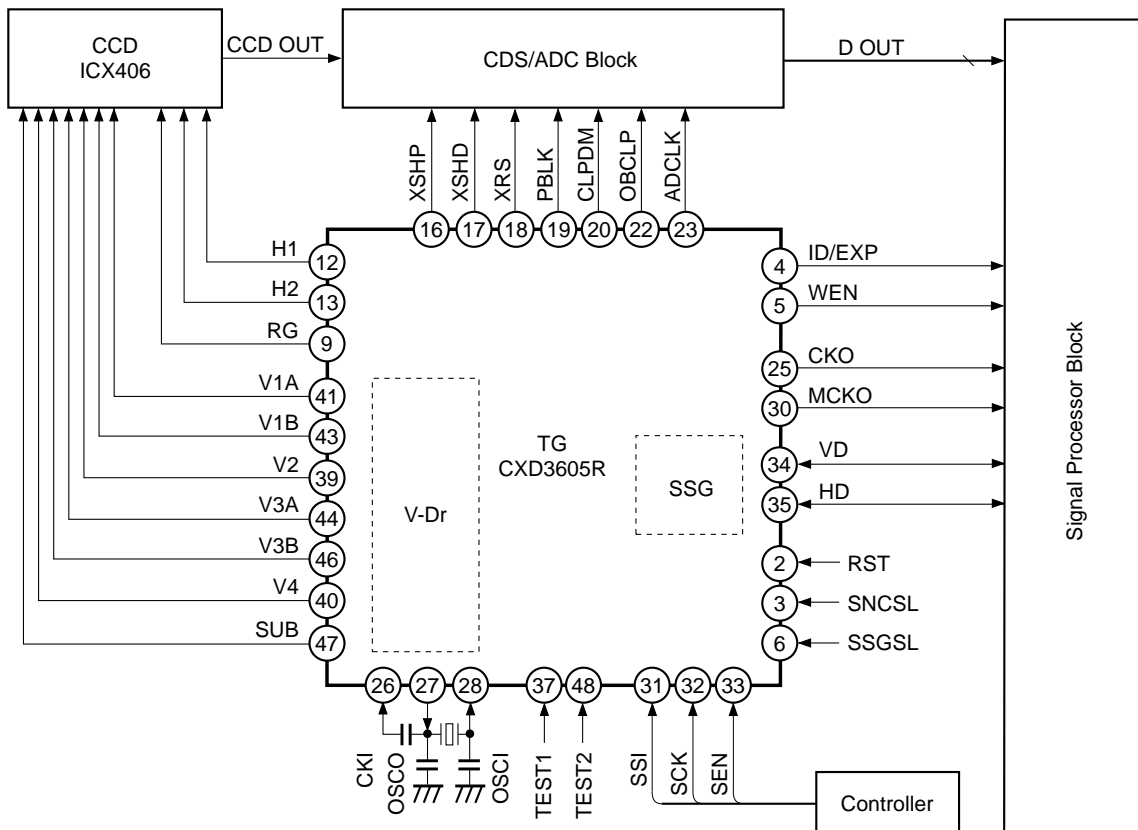 CCD
ICX406
CCD OUT
CDS/ADC Block
D OUT
Signal Processor Block
XSHP
XSHD
XRS
PBLK
CLPDM
OBCLP
ADCLK
16
17
18
19
20
22
23
H1
12
H2
13
RG
9
V1A
41
V1B
43
V2
39
V3A
44
V3B
46
V4
40
SUB
47
V-Dr
TG
CXD3605R
SSG
4
ID/EXP
5
WEN
25
CKO
30
MCKO
34
VD
35
HD
2
RST
3
SNCSL
6
SSGSL
26
27
28
37
48
31
32
33
CKI
OSCO
OSCI
TEST1
TEST2
SSI
SCK
SEN
Controller